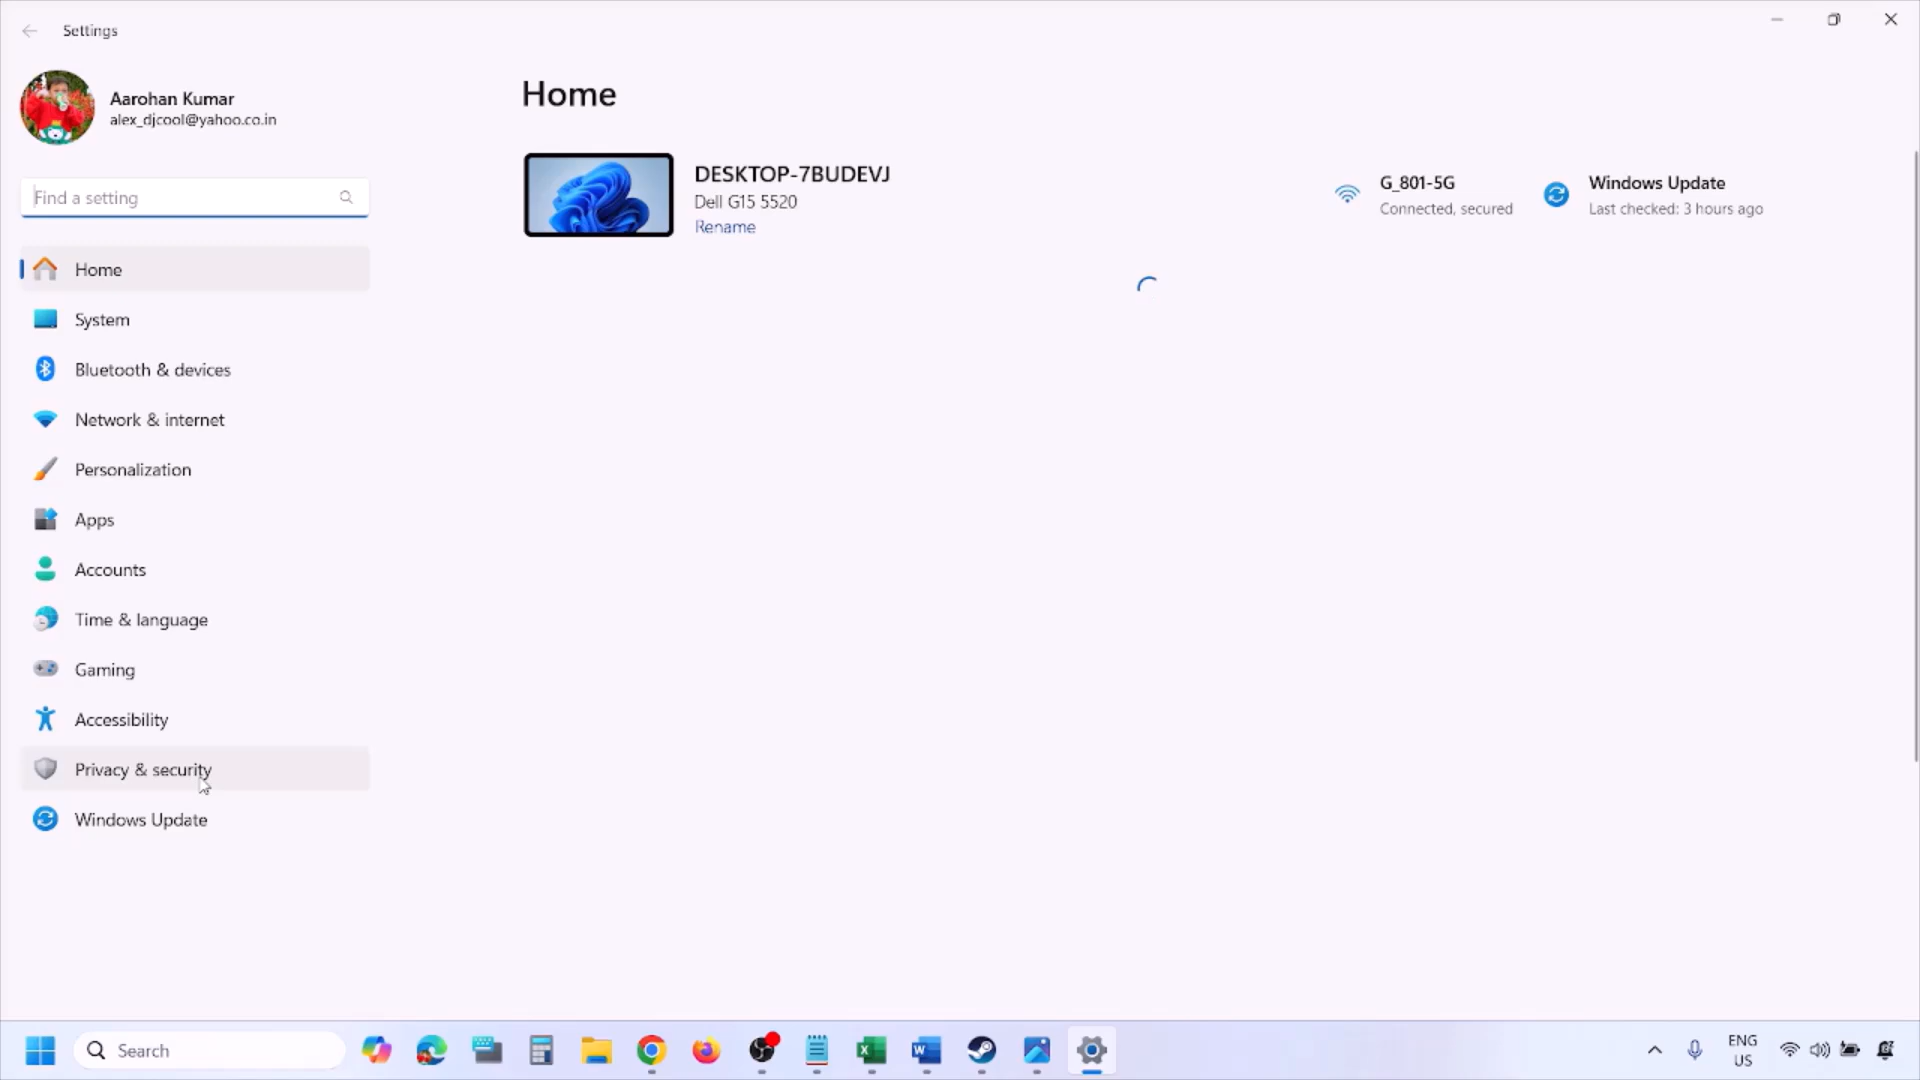 Settings
Aarohan Kumar
alex_djcool@yahoo.co.in
Find a setting
Home
System
Bluetooth & devices
Network & internet
Personalization
Apps
Accounts
Time & language
Gaming
Accessibility
Privacy & security
Windows Update
Home
DESKTOP-7BUDEVJ
Dell G15 5520
Rename
G_801-5G
Connected, secured
Windows Update
Last checked: 3 hours ago
Search
ENG
US